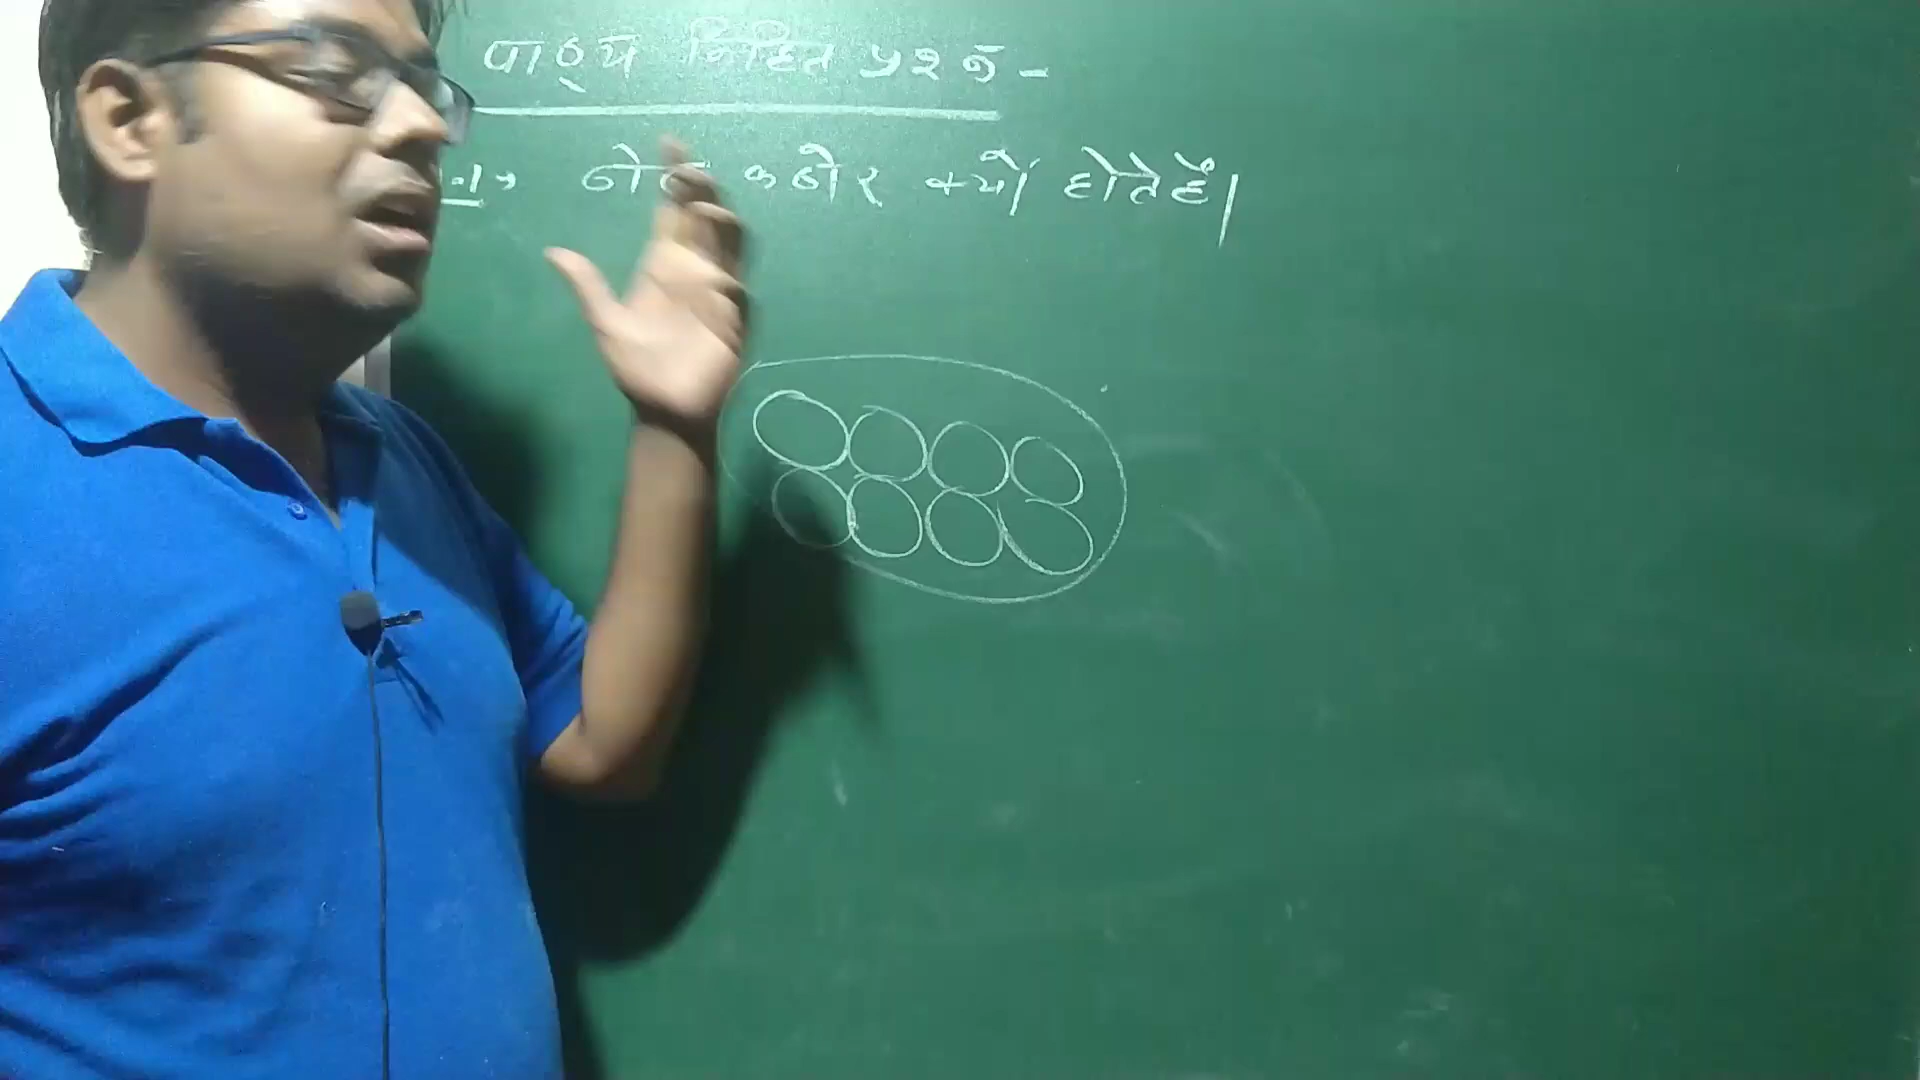 पाठ्य निहित प्रश्न -
कठोर क्यों होते हैं।